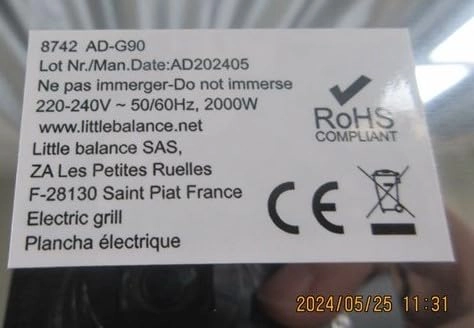 8742 AD-G90
Lot Nr./Man.Date:AD202405
Ne pas immerger-Do not immerse
220-240V ~ 50/60Hz, 2000W
www.littlebalance.net
Little balance SAS,
ZA Les Petites Ruelles
F-28130 Saint Piat France
Electric grill
Plancha électrique
RoHS
COMPLIANT
CE
2024/05/25 11:31